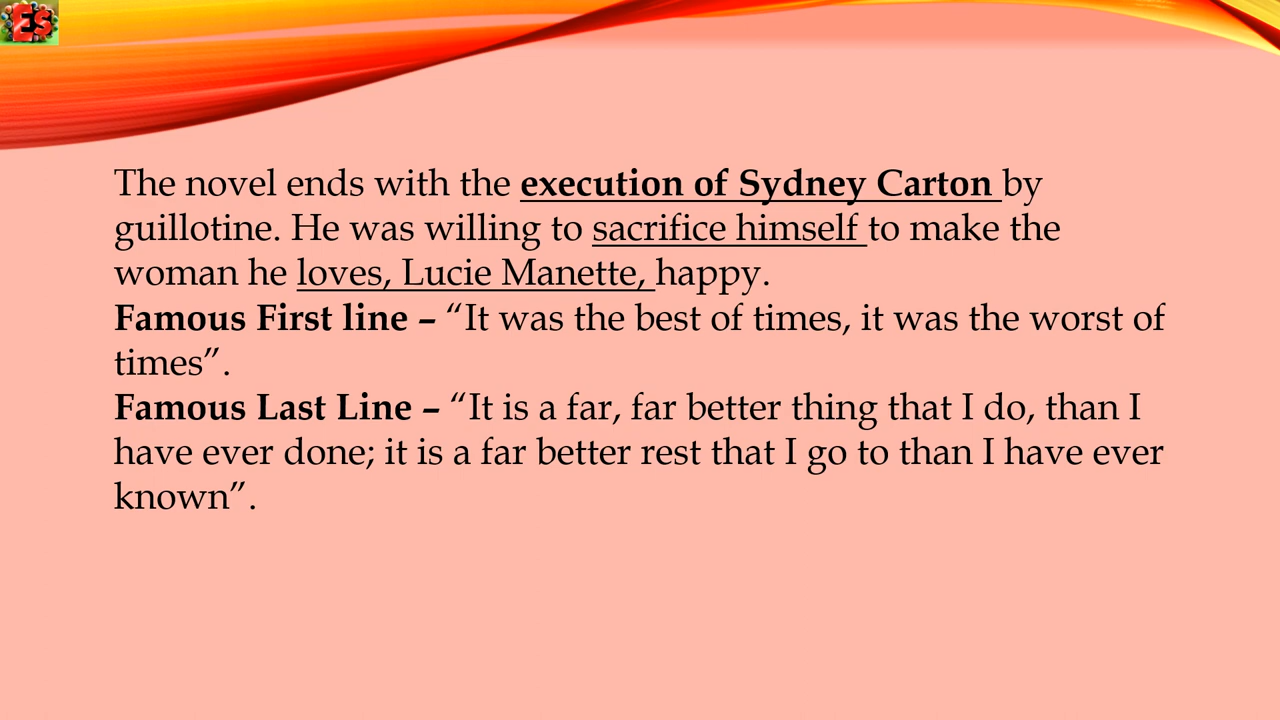 ES
The novel ends with the execution of Sydney Carton by
guillotine. He was willing to sacrifice himself to make the
woman he loves, Lucie Manette, happy.
Famous First line – “It was the best of times, it was the worst of
times”.
Famous Last Line – “It is a far, far better thing that I do, than I
have ever done; it is a far better rest that I go to than I have ever
known”.